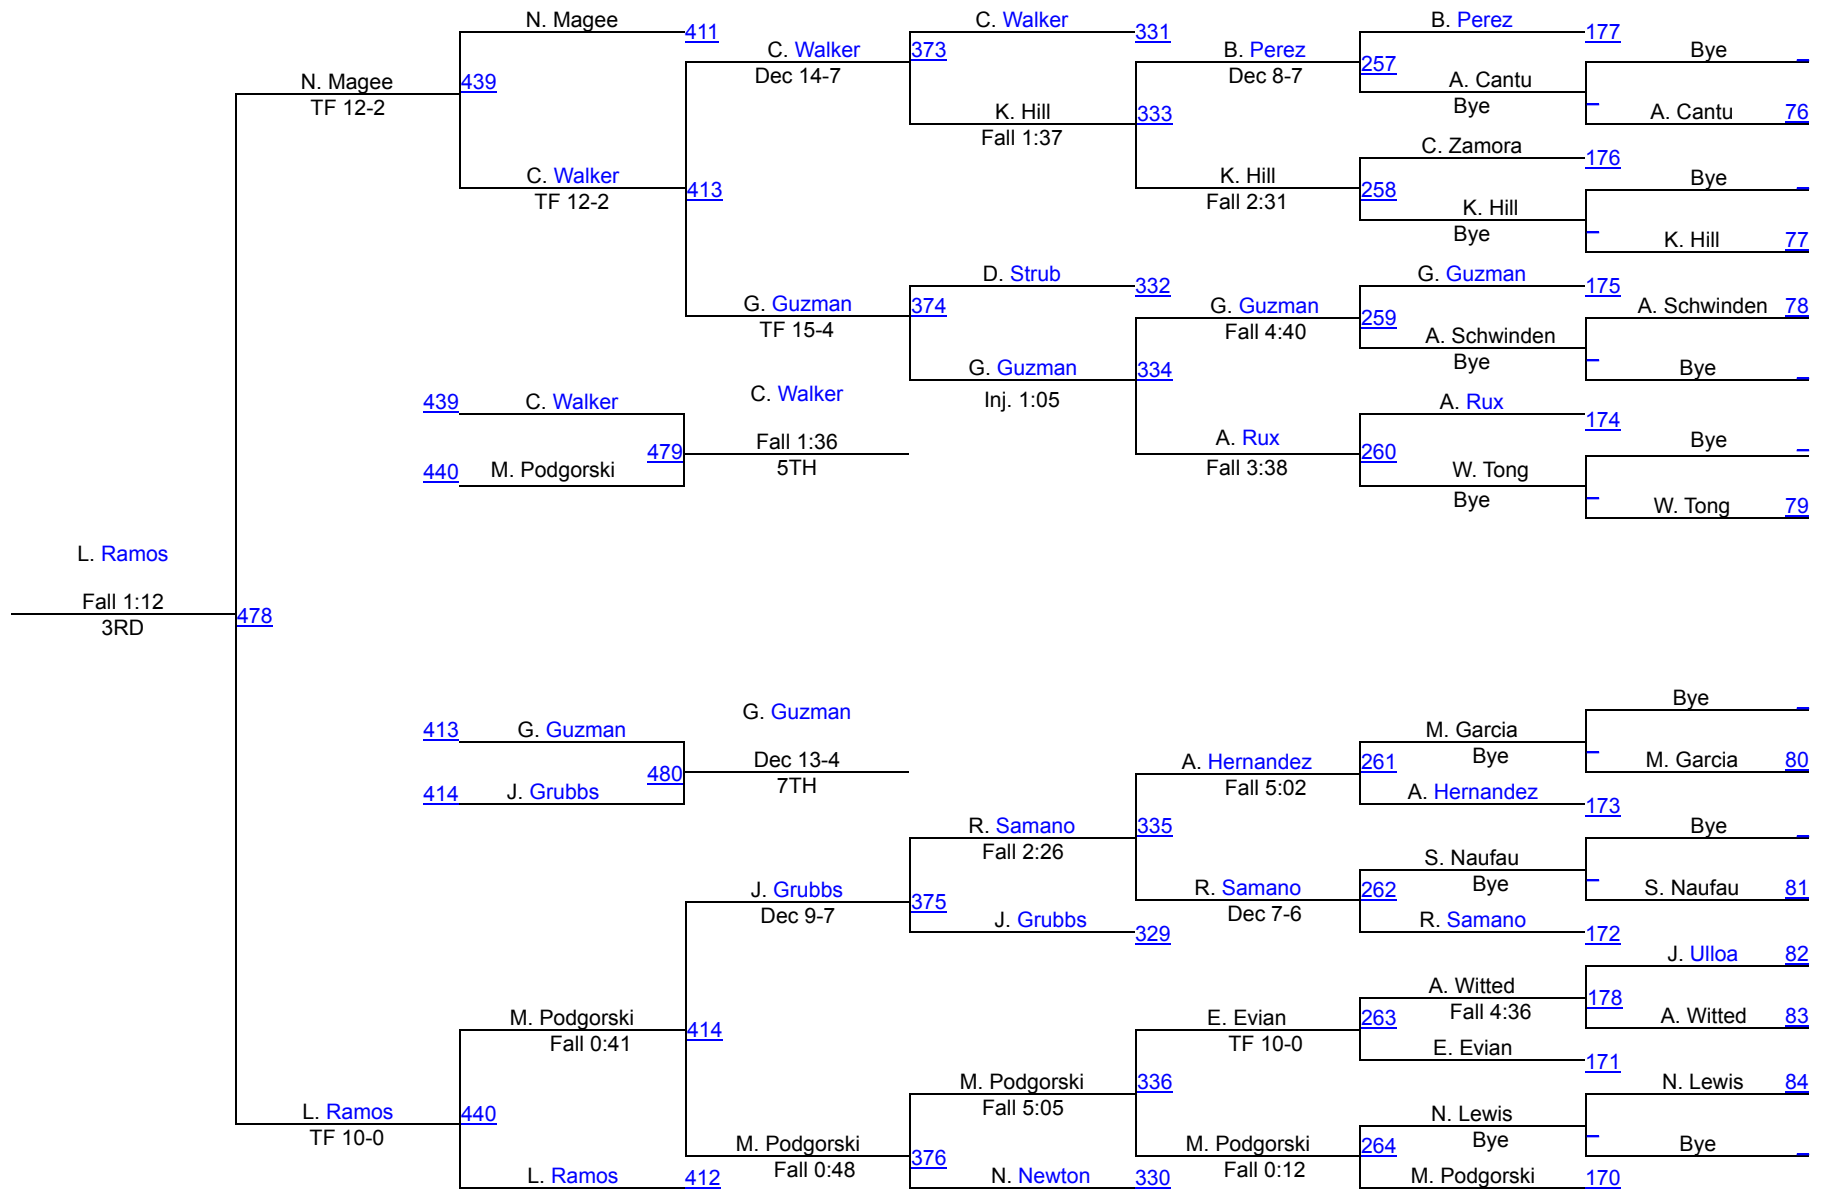 N. Magee
411
C. Walker
331
B. Perez
177
C. Walker
373
B. Perez
Bye
N. Magee
439
Dec 14-7
Dec 8-7
257
A. Cantu
TF 12-2
K. Hill
333
Bye
A. Cantu
76
Fall 1:37
C. Zamora
176
C. Walker
413
K. Hill
258
Bye
TF 12-2
Fall 2:31
K. Hill
Bye
K. Hill
77
D. Strub
332
G. Guzman
175
G. Guzman
374
G. Guzman
259
A. Schwinden
78
TF 15-4
Fall 4:40
A. Schwinden
Bye
G. Guzman
334
Bye
439
C. Walker
C. Walker
Inj. 1:05
A. Rux
174
479
Fall 1:36
A. Rux
260
Bye
440
M. Podgorski
5TH
Fall 3:38
W. Tong
Bye
W. Tong
79
L. Ramos
Fall 1:12
478
3RD
Bye
413
G. Guzman
G. Guzman
M. Garcia
480
Dec 13-4
A. Hernandez
261
Bye
M. Garcia
80
414
J. Grubbs
7TH
Fall 5:02
A. Hernandez
173
R. Samano
335
Bye
Fall 2:26
S. Naufau
J. Grubbs
375
R. Samano
262
Bye
S. Naufau
81
Dec 9-7
J. Grubbs
329
Dec 7-6
R. Samano
172
J. Ulloa
82
A. Witted
178
M. Podgorski
414
E. Evian
263
Fall 4:36
A. Witted
83
Fall 0:41
TF 10-0
E. Evian
171
M. Podgorski
336
N. Lewis
84
L. Ramos
440
Fall 5:05
N. Lewis
TF 10-0
M. Podgorski
376
M. Podgorski
264
Bye
Bye
Fall 0:48
Fall 0:12
L. Ramos
412
N. Newton
330
M. Podgorski
170